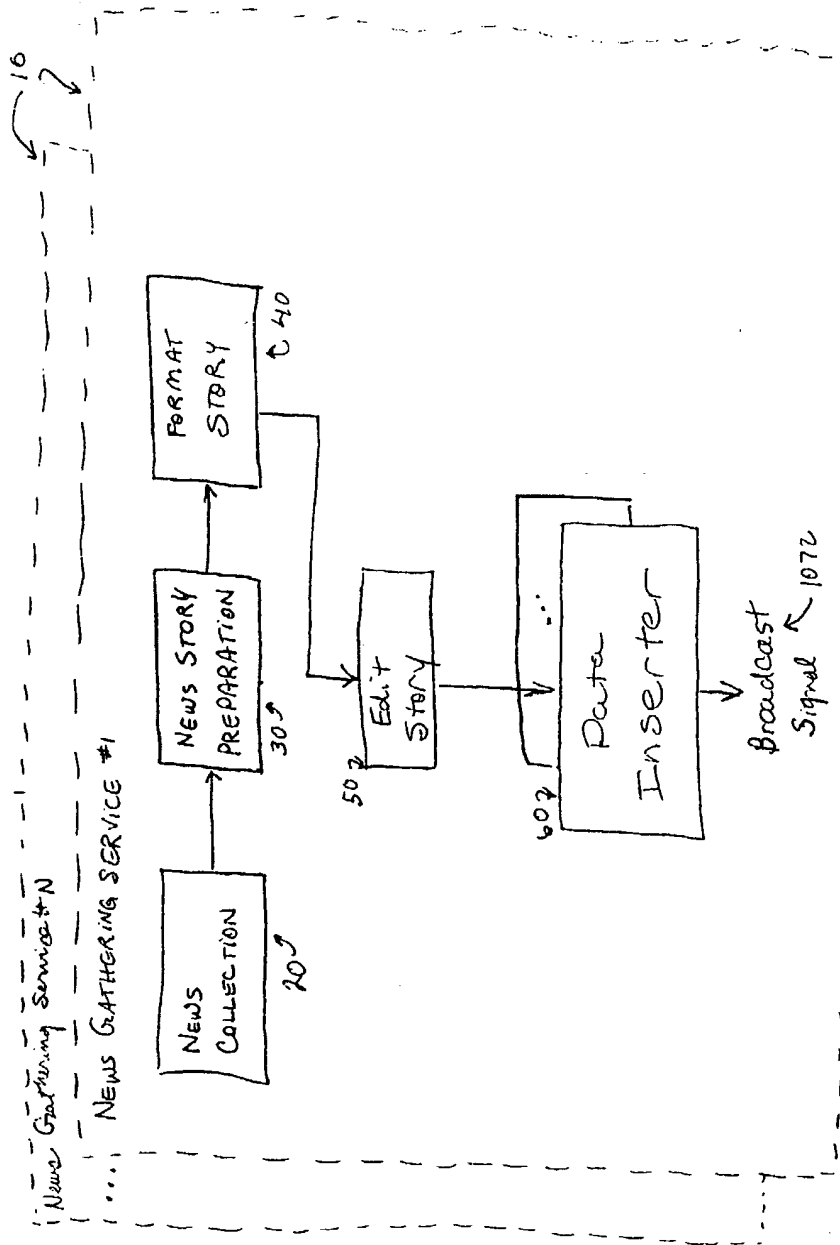 10
News Gathering Service #N
....
NEWS GATHERING SERVICE #1
NEWS
COLLECTION
20
NEWS STORY
PREPARATION
30
FORMAT
STORY
40
50
Edit
Story
60
...
Data
Inserter
Broadcast
Signal
1072
....